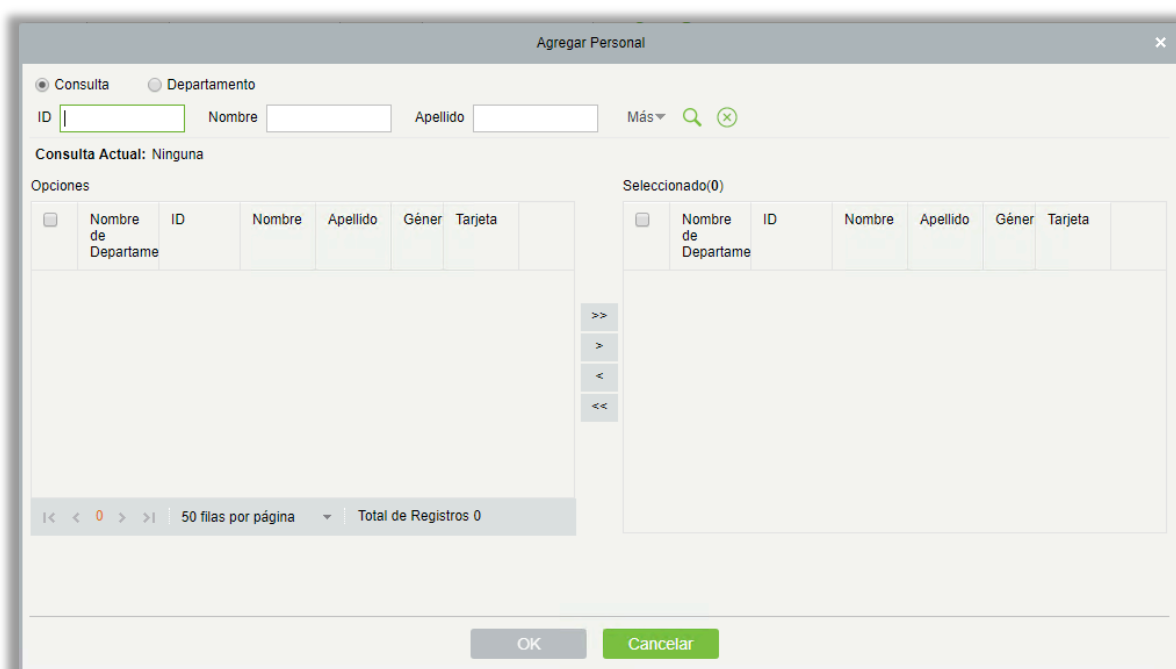 Agregar Personal ×
Consulta Departamento
ID Nombre Apellido Más
Consulta Actual: Ninguna
Opciones
Nombre de Departame ID Nombre Apellido Géner Tarjeta
>>
>
<
<<
Seleccionado(0)
Nombre de Departame ID Nombre Apellido Géner Tarjeta
|< < 0 > >| 50 filas por página Total de Registros 0
OK Cancelar